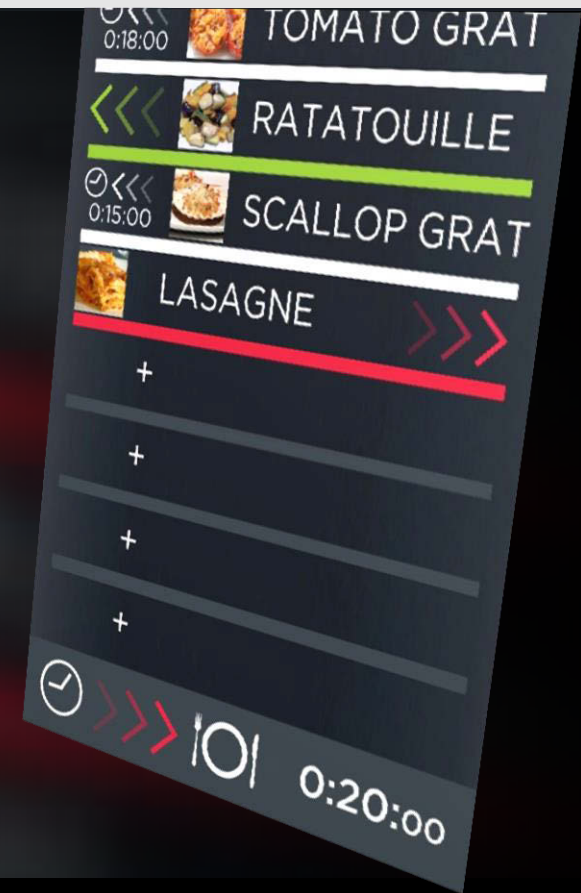 TOMATO GRAT
0:18:00
RATATOUILLE
SCALLOP GRAT
0:15:00
LASAGNE
+
+
+
+
0:20:00